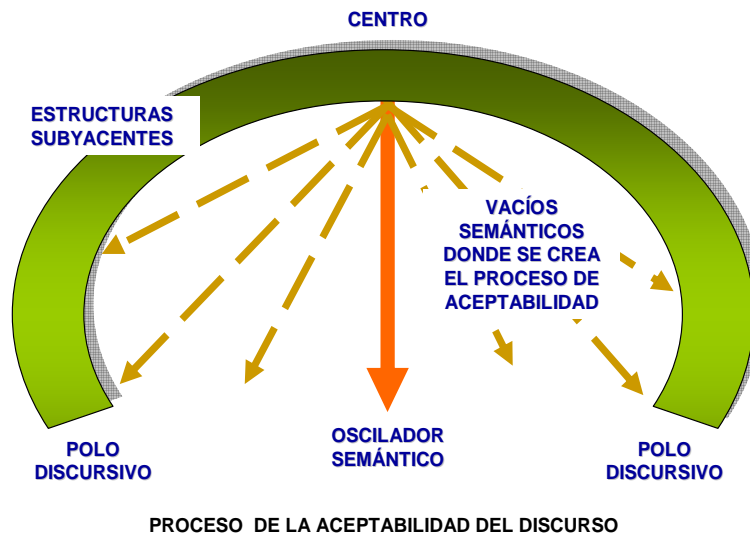 CENTRO
ESTRUCTURAS
SUBYACENTES
VACÍOS
SEMÁNTICOS
DONDE SE CREA
EL PROCESO DE
ACEPTABILIDAD
POLO
DISCURSIVO
OSCILADOR
SEMÁNTICO
POLO
DISCURSIVO
PROCESO DE LA ACEPTABILIDAD DEL DISCURSO